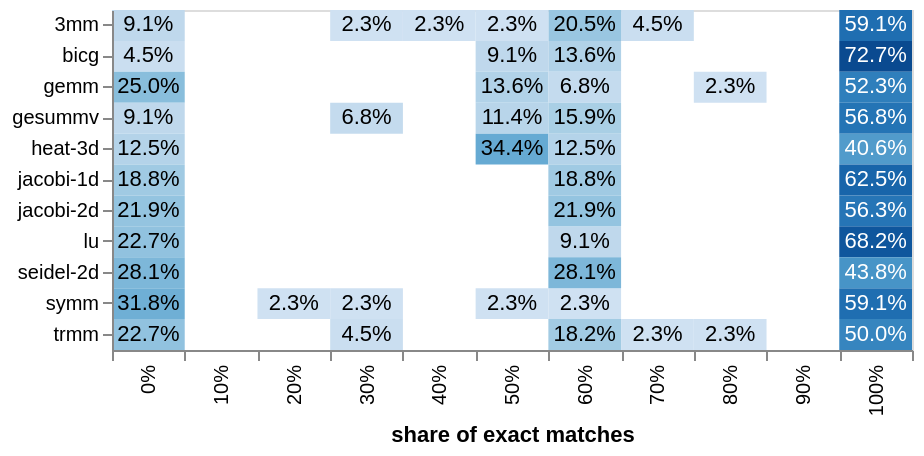 3mm 9.1% 2.3% 2.3% 2.3% 20.5% 4.5% 59.1%
bicg 4.5% 9.1% 13.6% 72.7%
gemm 25.0% 13.6% 6.8% 2.3% 52.3%
gesummv 9.1% 6.8% 11.4% 15.9% 56.8%
heat-3d 12.5% 34.4% 12.5% 40.6%
jacobi-1d 18.8% 18.8% 62.5%
jacobi-2d 21.9% 21.9% 56.3%
lu 22.7% 9.1% 68.2%
seidel-2d 28.1% 28.1% 43.8%
symm 31.8% 2.3% 2.3% 2.3% 2.3% 59.1%
trmm 22.7% 4.5% 18.2% 2.3% 2.3% 50.0%
0% 10% 20% 30% 40% 50% 60% 70% 80% 90% 100%
share of exact matches